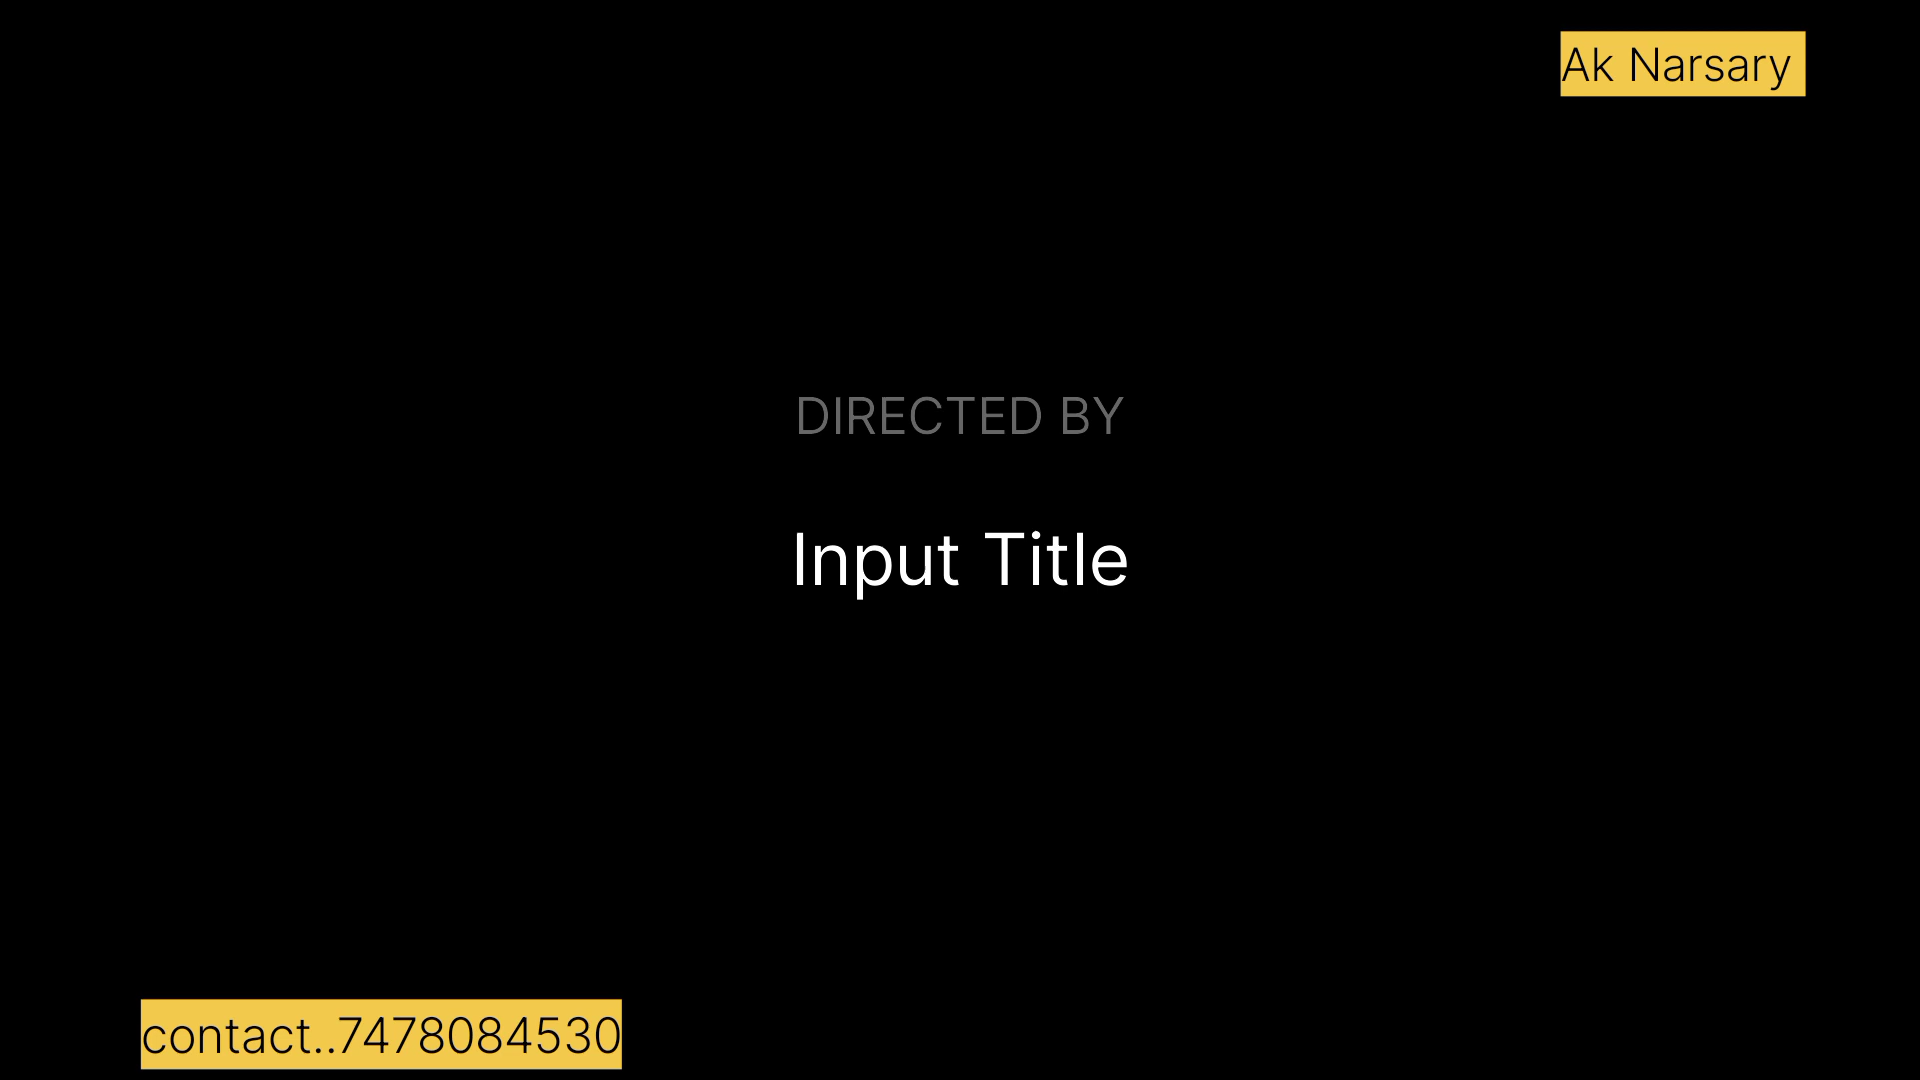 Ak Narsary
DIRECTED BY
Input Title
contact..7478084530